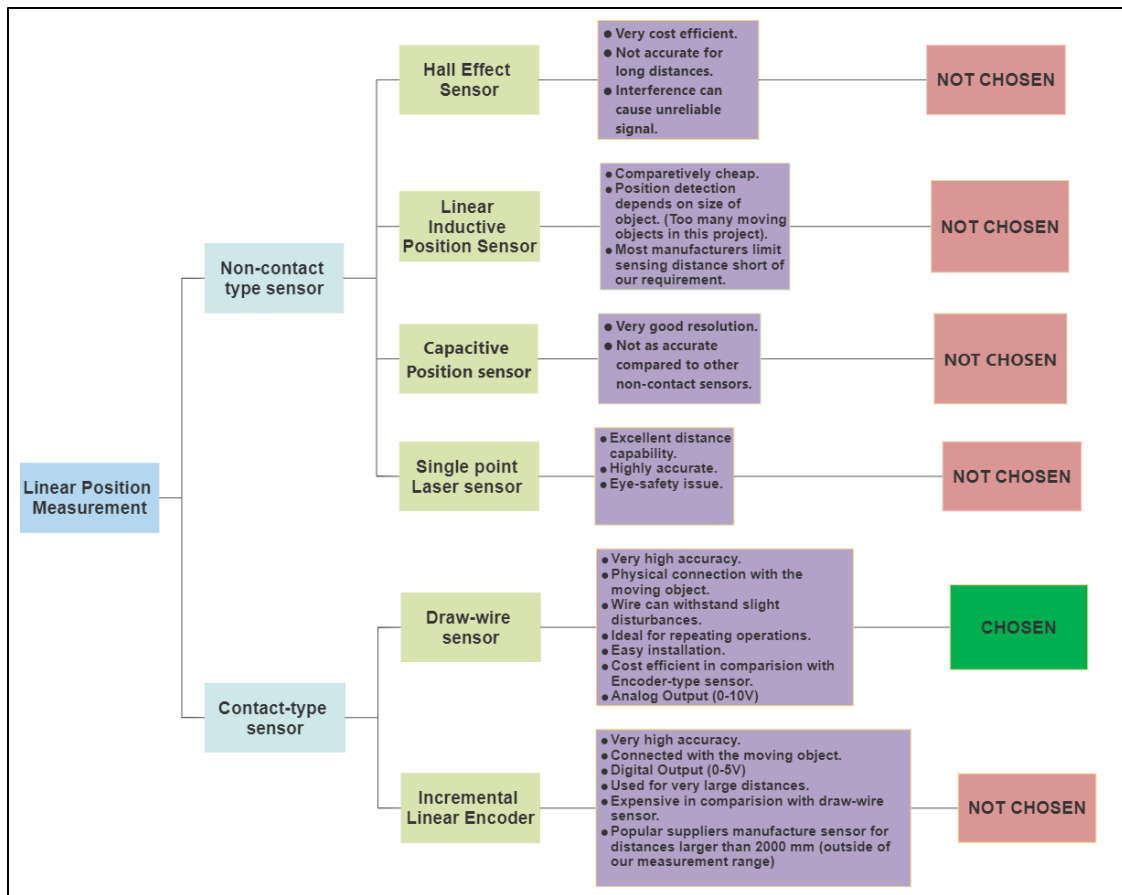 Linear Position
Measurement
Non-contact
type sensor
Hall Effect
Sensor
● Very cost efficient.
● Not accurate for
long distances.
● Interference can
cause unreliable
signal.
NOT CHOSEN
Linear
Inductive
Position Sensor
● Comparetively cheap.
● Position detection
depends on size of
object. (Too many moving
objects in this project).
● Most manufacturers limit
sensing distance short of
our requirement.
NOT CHOSEN
Capacitive
Position sensor
● Very good resolution.
● Not as accurate
compared to other
non-contact sensors.
NOT CHOSEN
Single point
Laser sensor
● Excellent distance
capability.
● Highly accurate.
● Eye-safety issue.
NOT CHOSEN
Contact-type
sensor
Draw-wire
sensor
● Very high accuracy.
● Physical connection with the
moving object.
● Wire can withstand slight
disturbances.
● Ideal for repeating operations.
● Easy installation.
● Cost efficient in comparision with
Encoder-type sensor.
● Analog Output (0-10V)
CHOSEN
Incremental
Linear Encoder
● Very high accuracy.
● Connected with the moving object.
● Digital Output (0-5V)
● Used for very large distances.
● Expensive in comparision with draw-wire
sensor.
● Popular suppliers manufacture sensor for
distances larger than 2000 mm (outside of
our measurement range)
NOT CHOSEN